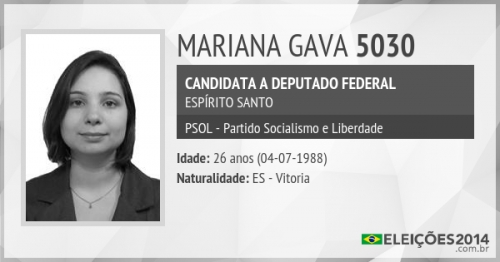 MARIANA GAVA 5030
CANDIDATA A DEPUTADO FEDERAL
ESPÍRITO SANTO
PSOL - Partido Socialismo e Liberdade
Idade: 26 anos (04-07-1988)
Naturalidade: ES - Vitoria
ELEIÇÕES2014
.com.br